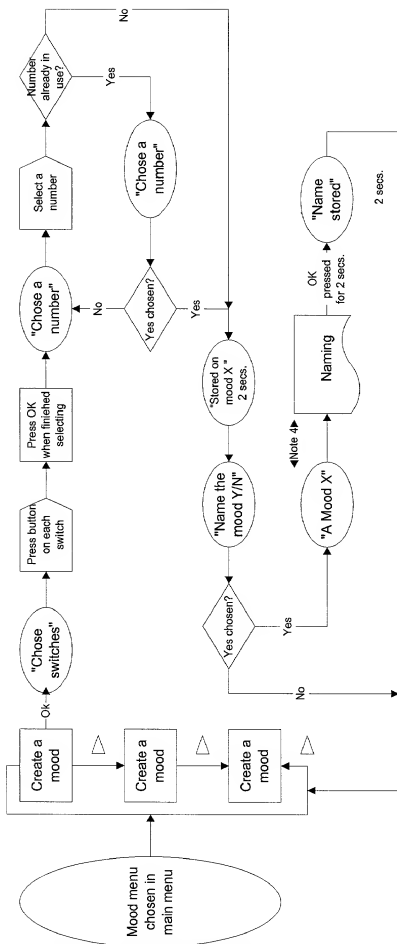 Mood menu
chosen in
main menu
Create a
mood
Create a
mood
Create a
mood
Ok
"Chose
switches"
Press button
on each
switch
Press OK
when finiehed
selecting
"Chose a
number"
Select a
number
Number
already in
use?
No
Yes
"Chose a
number"
Yes chosen?
No
Yes
"Stored on
mood X "
2 secs.
"Name the
mood Y/N"
Yes chosen?
No
Yes
"A Mood X"
Note 4
Naming
OK
pressed
for 2 secs.
"Name
stored"
2 secs.